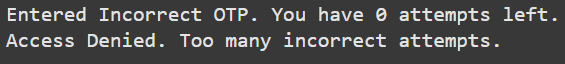 Entered Incorrect OTP. You have 0 attempts left.
Access Denied. Too many incorrect attempts.